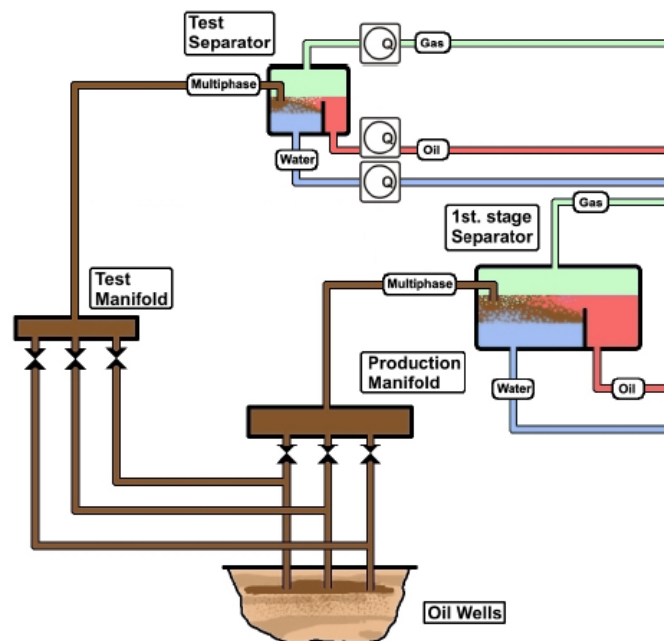 Test
Separator
Gas
Multiphase
Q
Q
Oil
Water
Q
1st. stage
Separator
Gas
Test
Manifold
Multiphase
Production
Manifold
Water
Oil
Oil Wells